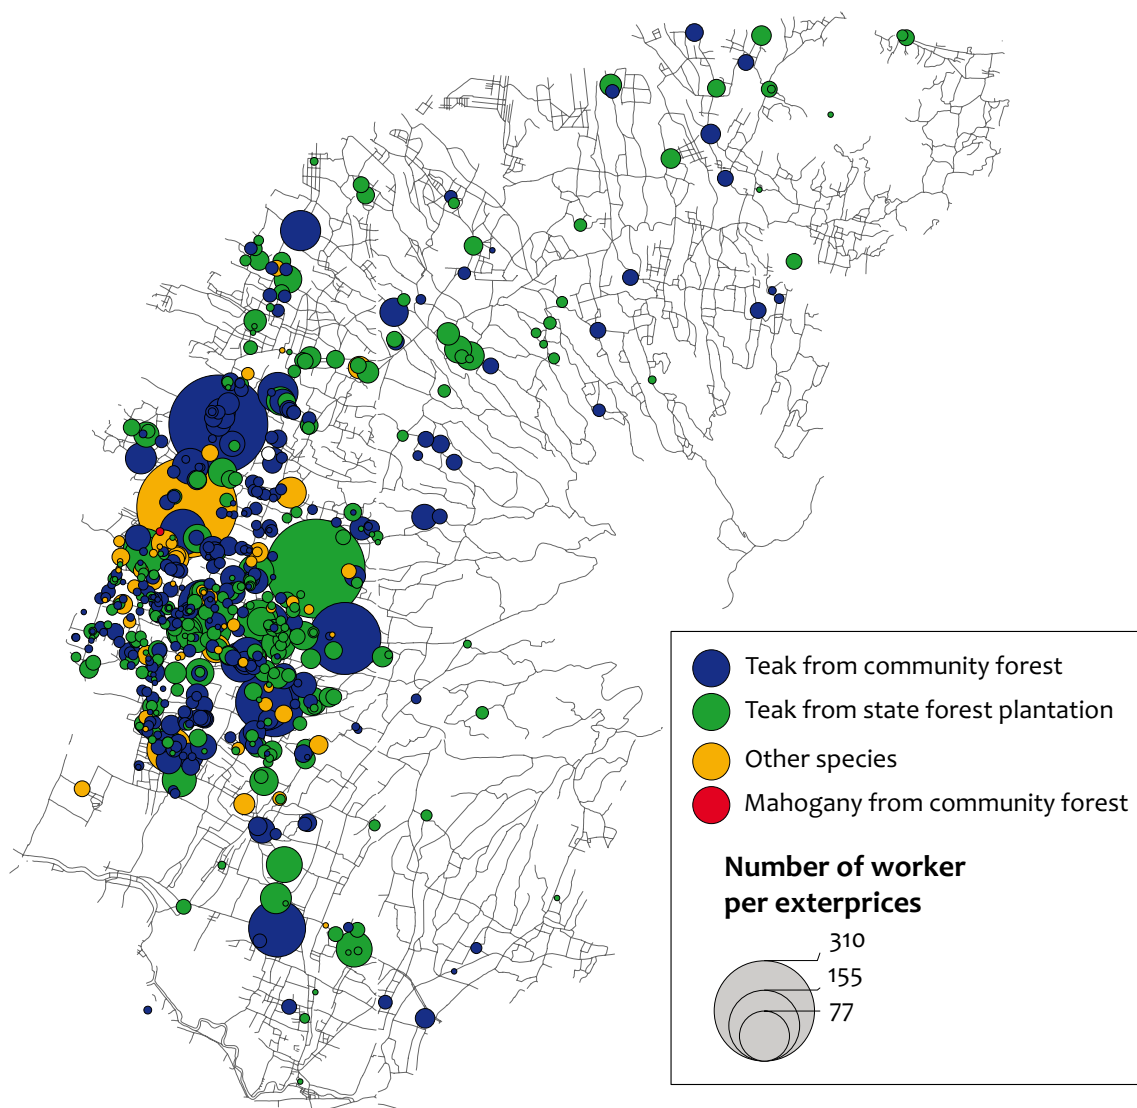 Teak from community forest
Teak from state forest plantation
Other species
Mahogany from community forest
Number of worker
per exterprices
310
155
77